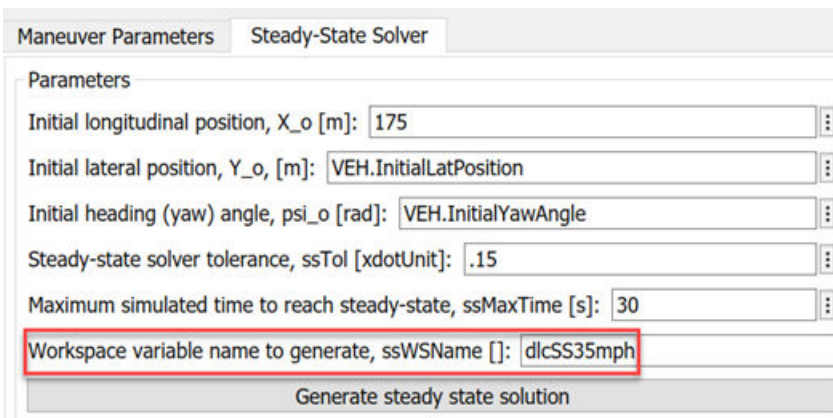 Maneuver Parameters Steady-State Solver
Parameters
Initial longitudinal position, X_o [m]: 175
Initial lateral position, Y_o, [m]: VEH.InitialLatPosition
Initial heading (yaw) angle, psi_o [rad]: VEH.InitialYawAngle
Steady-state solver tolerance, ssTol [xdotUnit]: .15
Maximum simulated time to reach steady-state, ssMaxTime [s]: 30
Workspace variable name to generate, ssWSName []: dlcSS35mph
Generate steady state solution